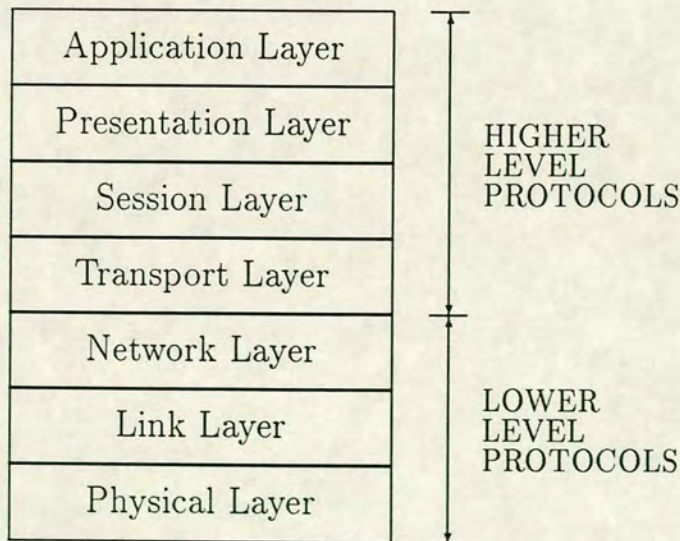 Application Layer
Presentation Layer
Session Layer
Transport Layer
Network Layer
Link Layer
Physical Layer
HIGHER
LEVEL
PROTOCOLS
LOWER
LEVEL
PROTOCOLS